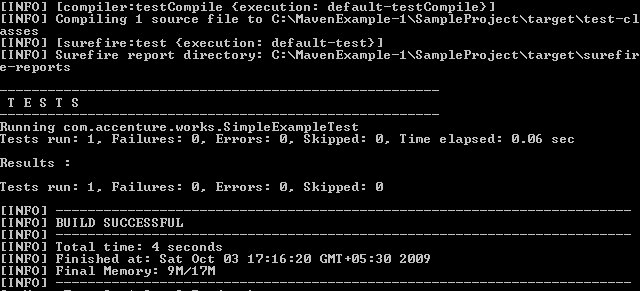 [INFO] [compiler:testCompile {execution: default-testCompile}]
[INFO] Compiling 1 source file to C:\MavenExample-1\SampleProject\target\test-cl
asses
[INFO] [surefire:test {execution: default-test}]
[INFO] Surefire report directory: C:\MavenExample-1\SampleProject\target\surefir
e-reports
-------------------------------------------------------
T E S T S
-------------------------------------------------------
Running com.accenture.works.SimpleExampleTest
Tests run: 1, Failures: 0, Errors: 0, Skipped: 0, Time elapsed: 0.06 sec
Results :
Tests run: 1, Failures: 0, Errors: 0, Skipped: 0
[INFO] ------------------------------------------------------------------------
[INFO] BUILD SUCCESSFUL
[INFO] ------------------------------------------------------------------------
[INFO] Total time: 4 seconds
[INFO] Finished at: Sat Oct 03 17:16:20 GMT+05:30 2009
[INFO] Final Memory: 9M/17M
[INFO] ------------------------------------------------------------------------